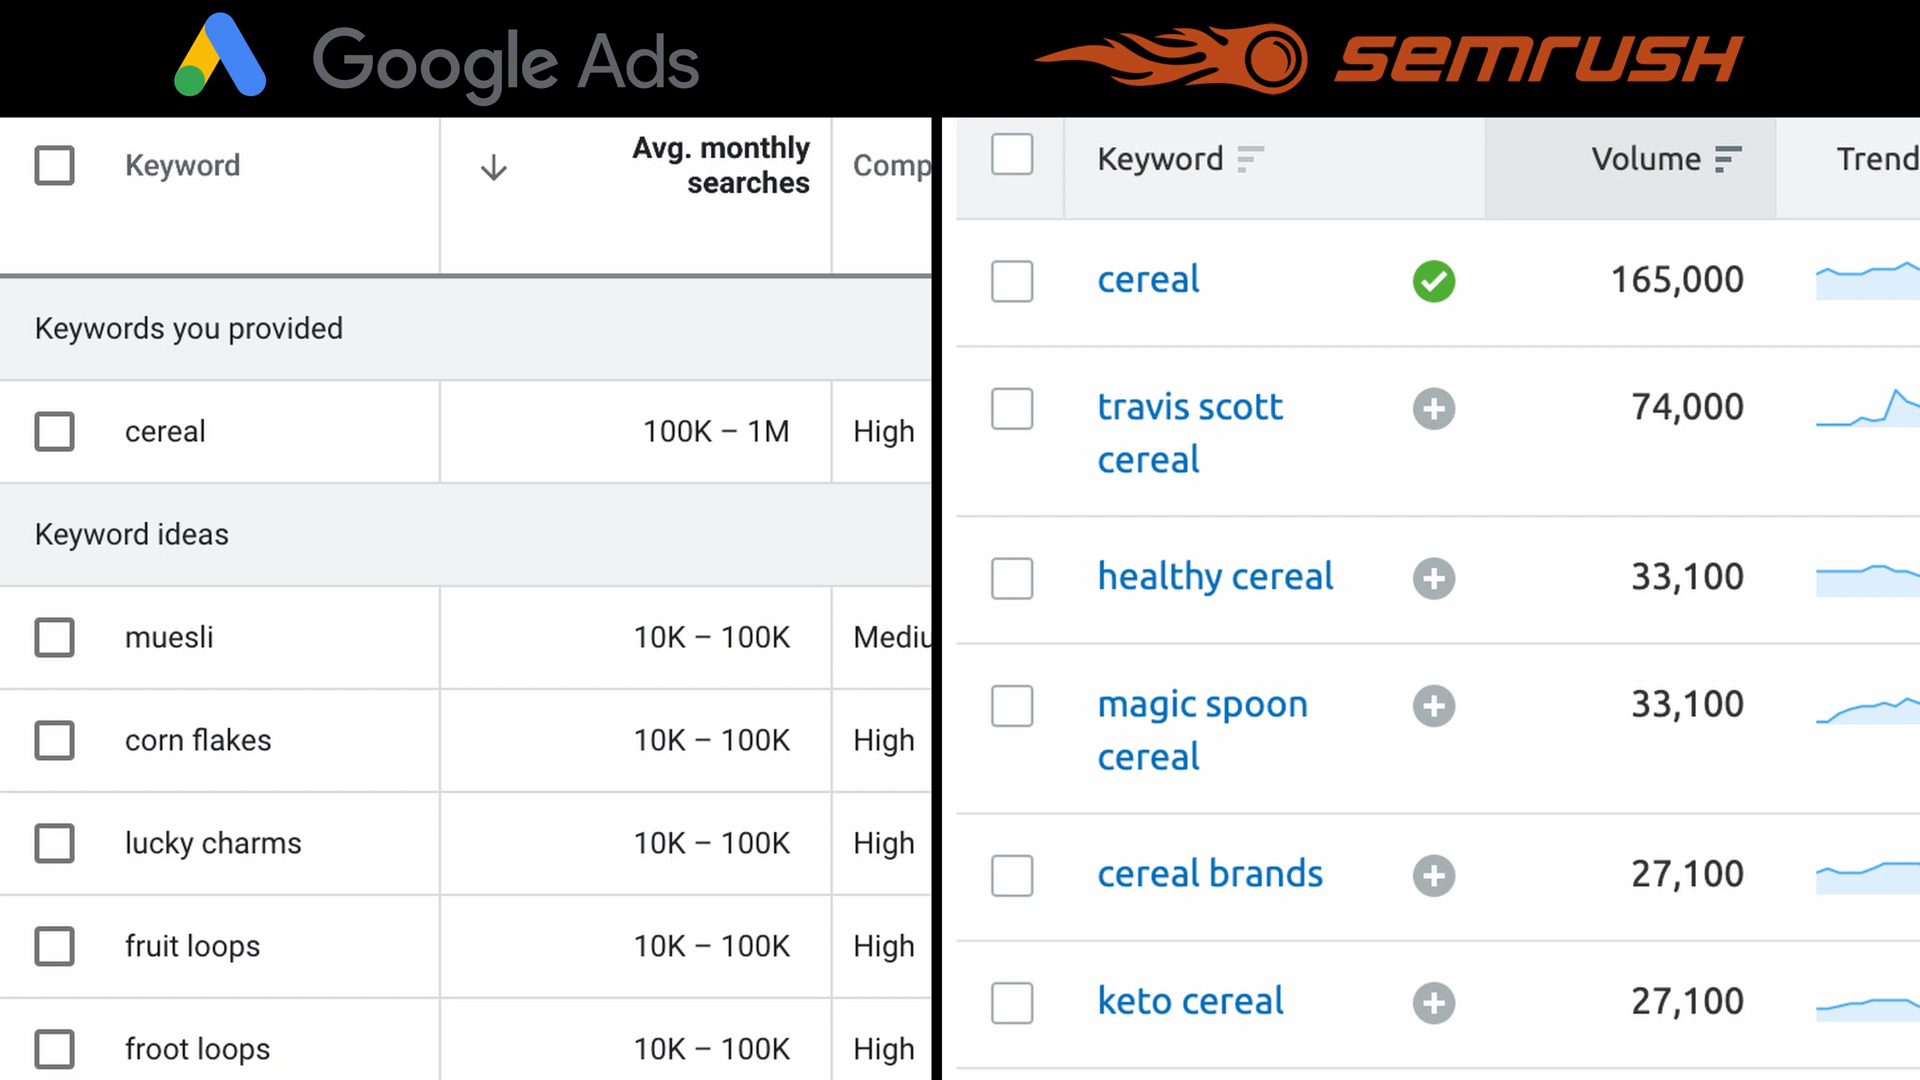 Google Ads
Keyword
Avg. monthly
searches
Comp
Keywords you provided
cereal
100K – 1M
High
Keyword ideas
muesli
10K – 100K
Mediu
corn flakes
10K – 100K
High
lucky charms
10K – 100K
High
fruit loops
10K – 100K
High
froot loops
10K – 100K
High
semrush
Keyword
Volume
Trend
cereal
165,000
travis scott
cereal
74,000
healthy cereal
33,100
magic spoon
cereal
33,100
cereal brands
27,100
keto cereal
27,100